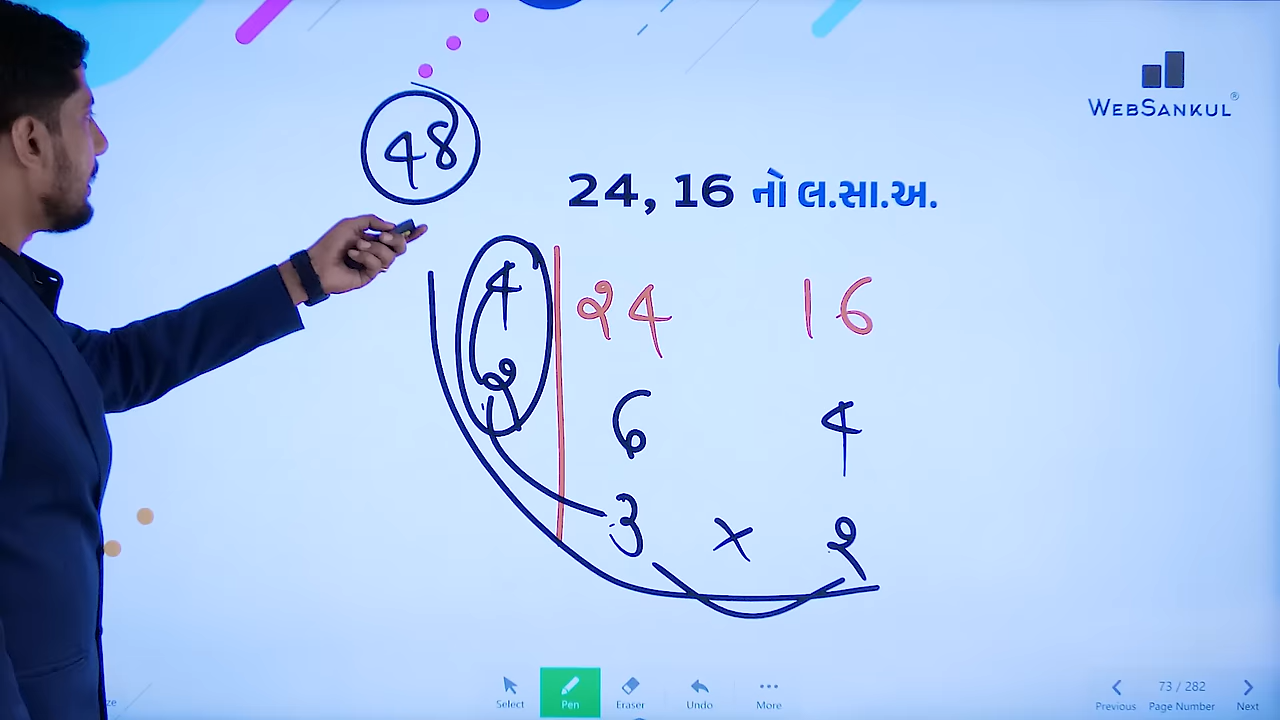 WEBSANKUL®
48
24, 16 નો લ.સા.અ.
4 ૨4 16
૨ 6 4
૩ × ૨
Select Pen Eraser Undo More
73 / 282
Previous Page Number Next